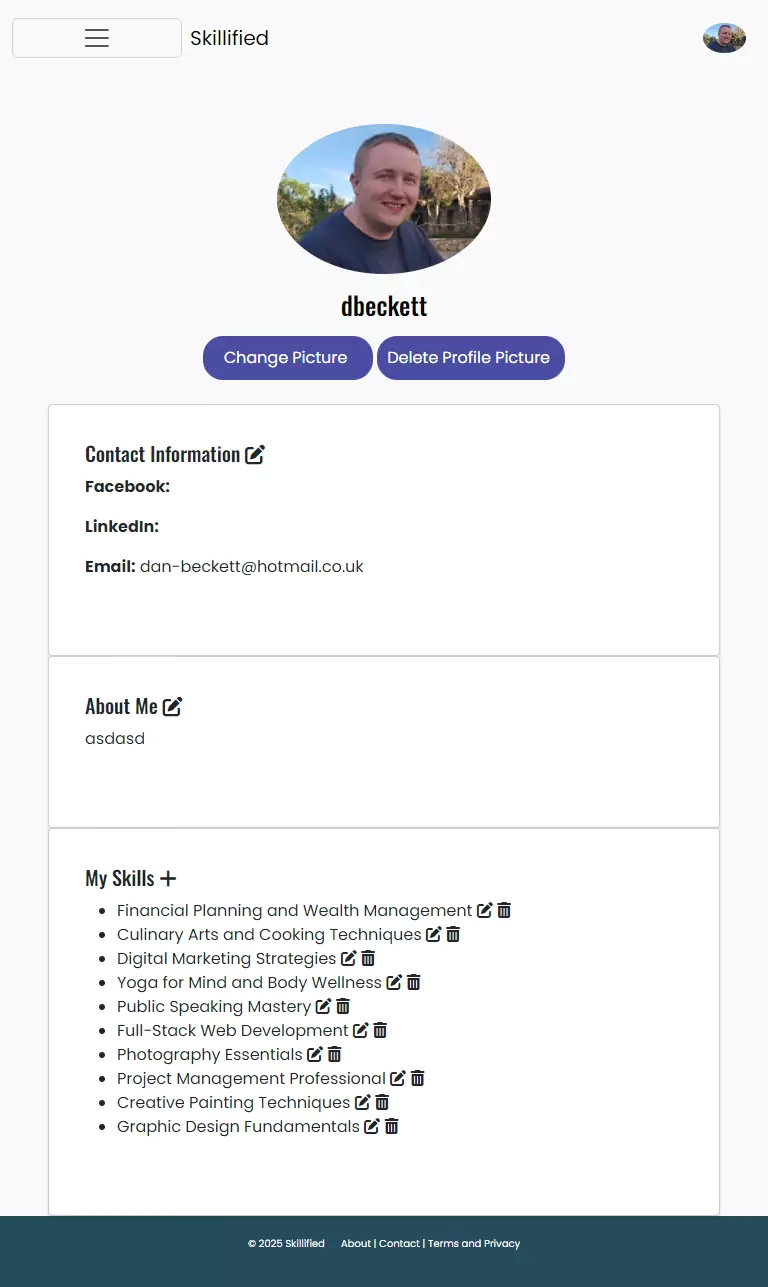 Skillified
dbeckett
Change Picture Delete Profile Picture
Contact Information
Facebook:
LinkedIn:
Email: dan-beckett@hotmail.co.uk
About Me
asdasd
My Skills
Financial Planning and Wealth Management
Culinary Arts and Cooking Techniques
Digital Marketing Strategies
Yoga for Mind and Body Wellness
Public Speaking Mastery
Full-Stack Web Development
Photography Essentials
Project Management Professional
Creative Painting Techniques
Graphic Design Fundamentals
© 2025 Skillified About | Contact | Terms and Privacy